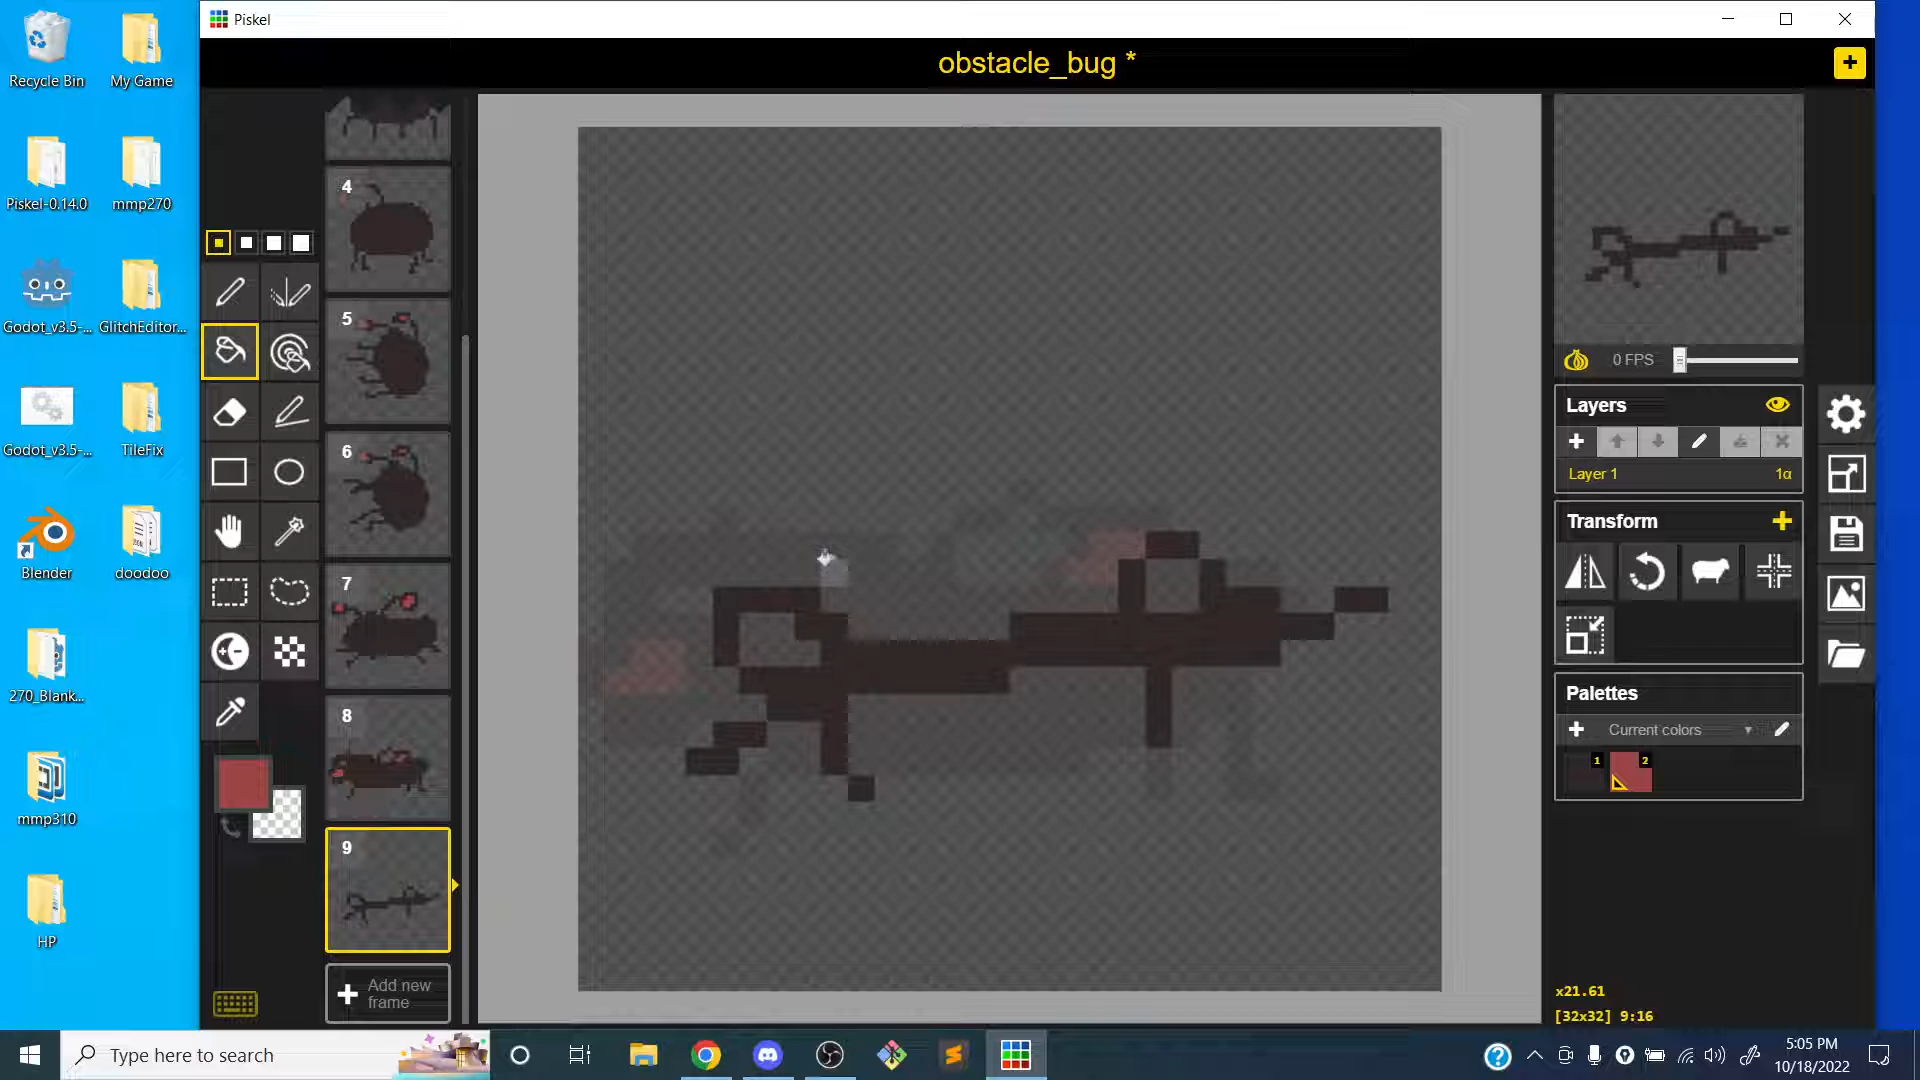 Recycle Bin
My Game
Piskel-0.14.0
mmp270
Godot_v3.5-...
GlitchEditor...
Godot_v3.5-...
TileFix
Blender
doodoo
270_Blank...
mmp310
HP
Piskel
obstacle_bug *
4
5
6
7
8
9
Add new
frame
0 FPS
Layers
Layer 1
1α
Transform
Palettes
Current colors
1
2
x21.61
[32x32] 9:16
Type here to search
5:05 PM
10/18/2022